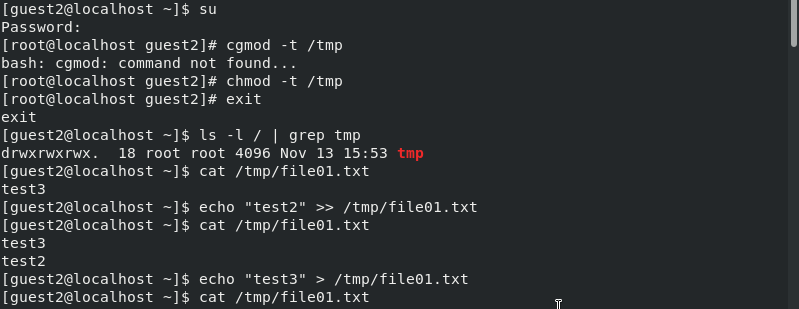 [guest2@localhost ~]$ su
Password:
[root@localhost guest2]# cgmod -t /tmp
bash: cgmod: command not found...
[root@localhost guest2]# chmod -t /tmp
[root@localhost guest2]# exit
exit
[guest2@localhost ~]$ ls -l / | grep tmp
drwxrwxrwx.  18 root root 4096 Nov 13 15:53 tmp
[guest2@localhost ~]$ cat /tmp/file01.txt
test3
[guest2@localhost ~]$ echo "test2" >> /tmp/file01.txt
[guest2@localhost ~]$ cat /tmp/file01.txt
test3
test2
[guest2@localhost ~]$ echo "test3" > /tmp/file01.txt
[guest2@localhost ~]$ cat /tmp/file01.txt